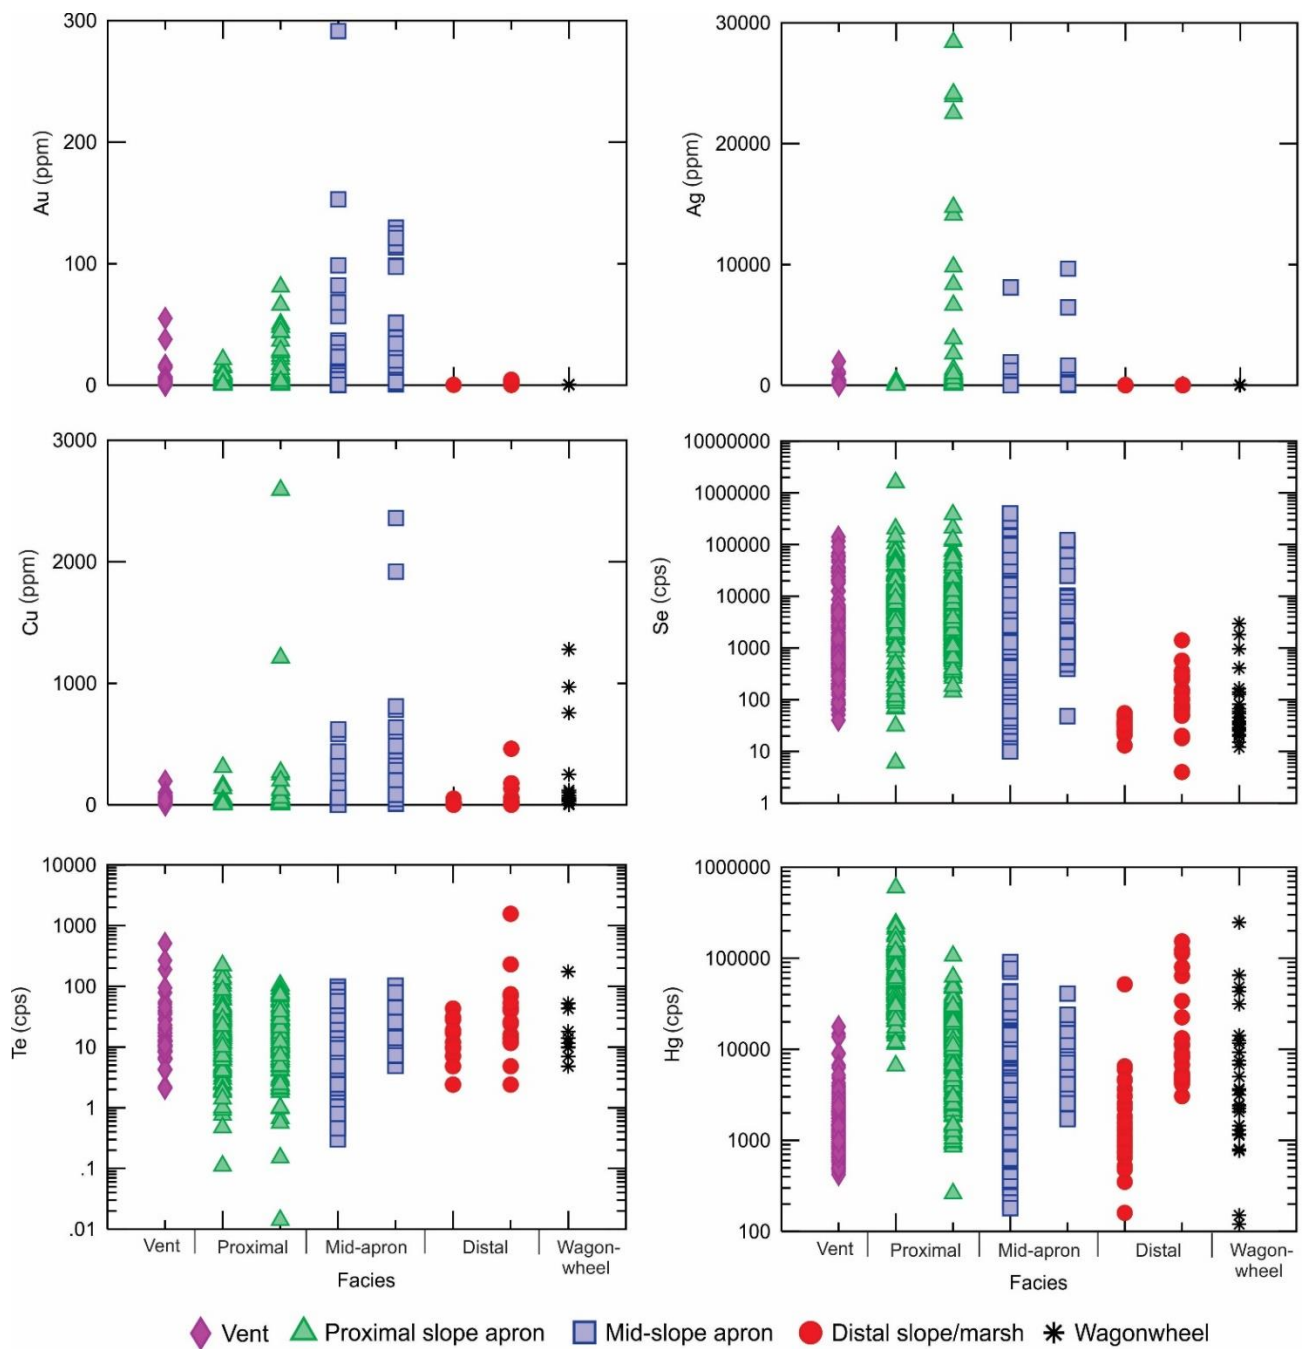 300
200
100
0
Au (ppm)
30000
20000
10000
0
Ag (ppm)
3000
2000
1000
0
Cu (ppm)
10000000
1000000
100000
10000
1000
100
10
1
Se (cps)
10000
1000
100
10
1
.1
.01
Te (cps)
Vent
Proximal
Mid-apron
Distal
Wagon-
wheel
Facies
1000000
100000
10000
1000
100
Hg (cps)
Vent
Proximal
Mid-apron
Distal
Wagon-
wheel
Facies
Vent
Proximal slope apron
Mid-slope apron
Distal slope/marsh
Wagonwheel